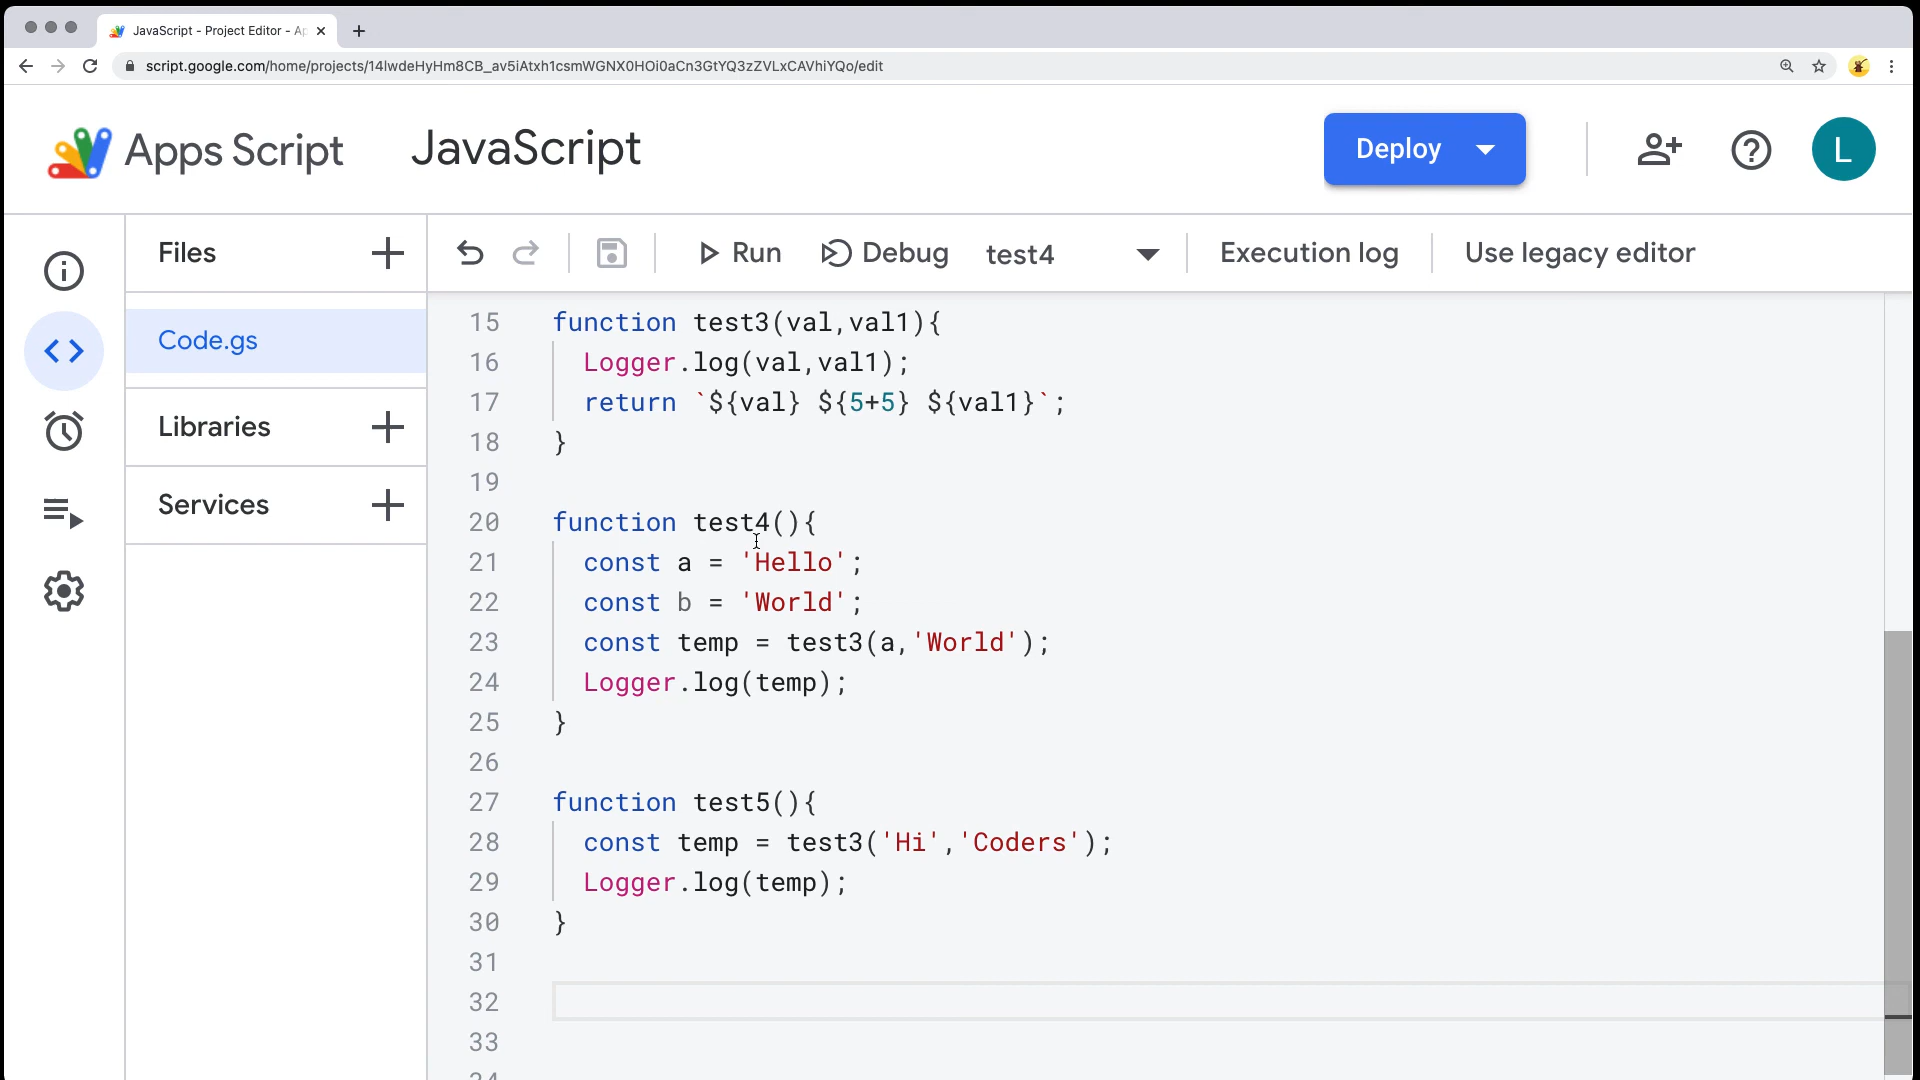 JavaScript - Project Editor - Ap
script.google.com/home/projects/14lwdeHyHm8CB_av5iAtxh1csmWGNX0HOi0aCn3GtYQ3zZVLxCAVhiYQo/edit
Apps Script JavaScript Deploy L
Files Run Debug test4 Execution log Use legacy editor
Code.gs
Libraries
Services
15 function test3(val,val1){
16 Logger.log(val,val1);
17 return `${val} ${5+5} ${val1}`;
18 }
19
20 function test4(){
21 const a = 'Hello';
22 const b = 'World';
23 const temp = test3(a,'World');
24 Logger.log(temp);
25 }
26
27 function test5(){
28 const temp = test3('Hi','Coders');
29 Logger.log(temp);
30 }
31
32
33
34